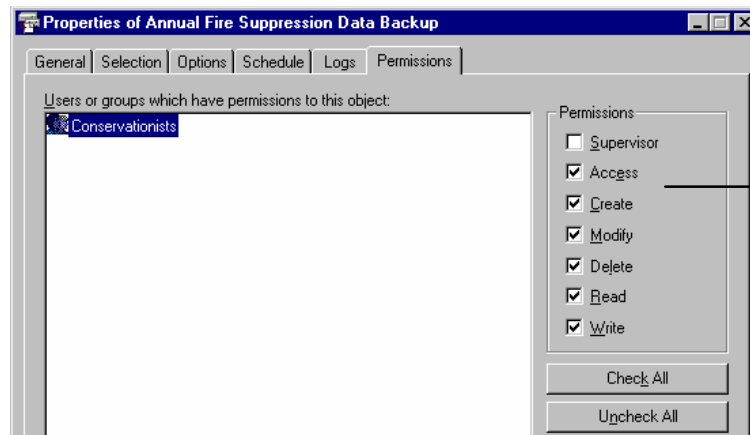 Properties of Annual Fire Suppression Data Backup
General Selection Options Schedule Logs Permissions
Users or groups which have permissions to this object:
Conservationists
Permissions
Supervisor
Access
Create
Modify
Delete
Read
Write
Check All
Uncheck All